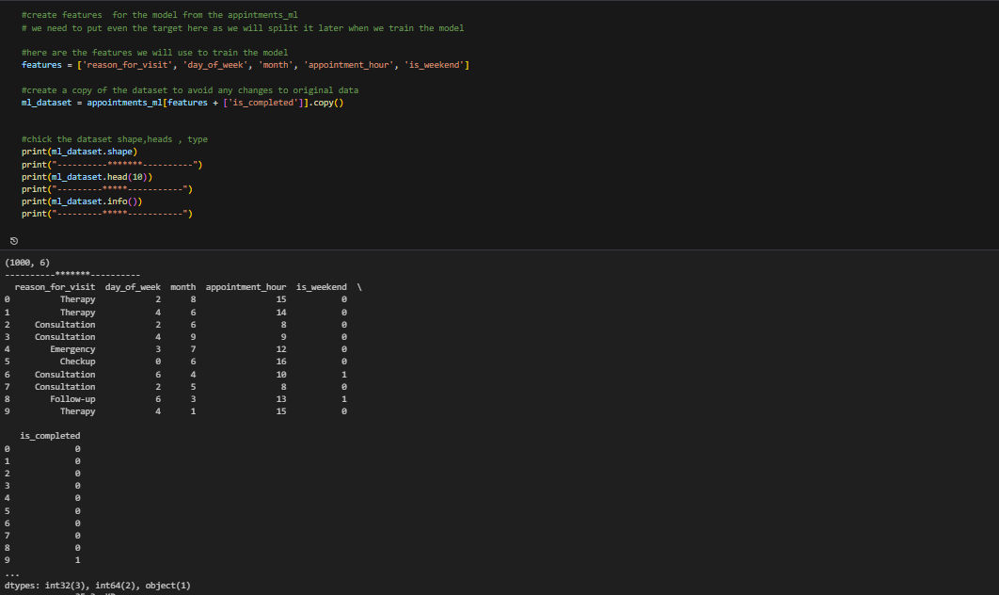 #create features  for the model from the appintments_ml
# we need to put even the target here as we will spilit it later when we train the model
#here are the features we will use to train the model
features = ['reason_for_visit', 'day_of_week', 'month', 'appointment_hour', 'is_weekend']
#create a copy of the dataset to avoid any changes to original data
ml_dataset = appointments_ml[features + ['is_completed']].copy()
#chick the dataset shape,heads , type
print(ml_dataset.shape)
print("----------*******----------")
print(ml_dataset.head(10))
print("---------*****-----------")
print(ml_dataset.info())
print("---------*****-----------")
(1000, 6)
----------*******----------
  reason_for_visit  day_of_week  month  appointment_hour  is_weekend  \
0          Therapy            2      8                15           0
1          Therapy            4      6                14           0
2     Consultation            2      6                 8           0
3     Consultation            4      9                 9           0
4        Emergency            3      7                12           0
5          Checkup            0      6                16           0
6     Consultation            6      4                10           1
7     Consultation            2      5                 8           0
8        Follow-up            6      3                13           1
9          Therapy            4      1                15           0
   is_completed
0             0
1             0
2             0
3             0
4             0
5             0
6             0
7             0
8             0
9             1
...
dtypes: int32(3), int64(2), object(1)